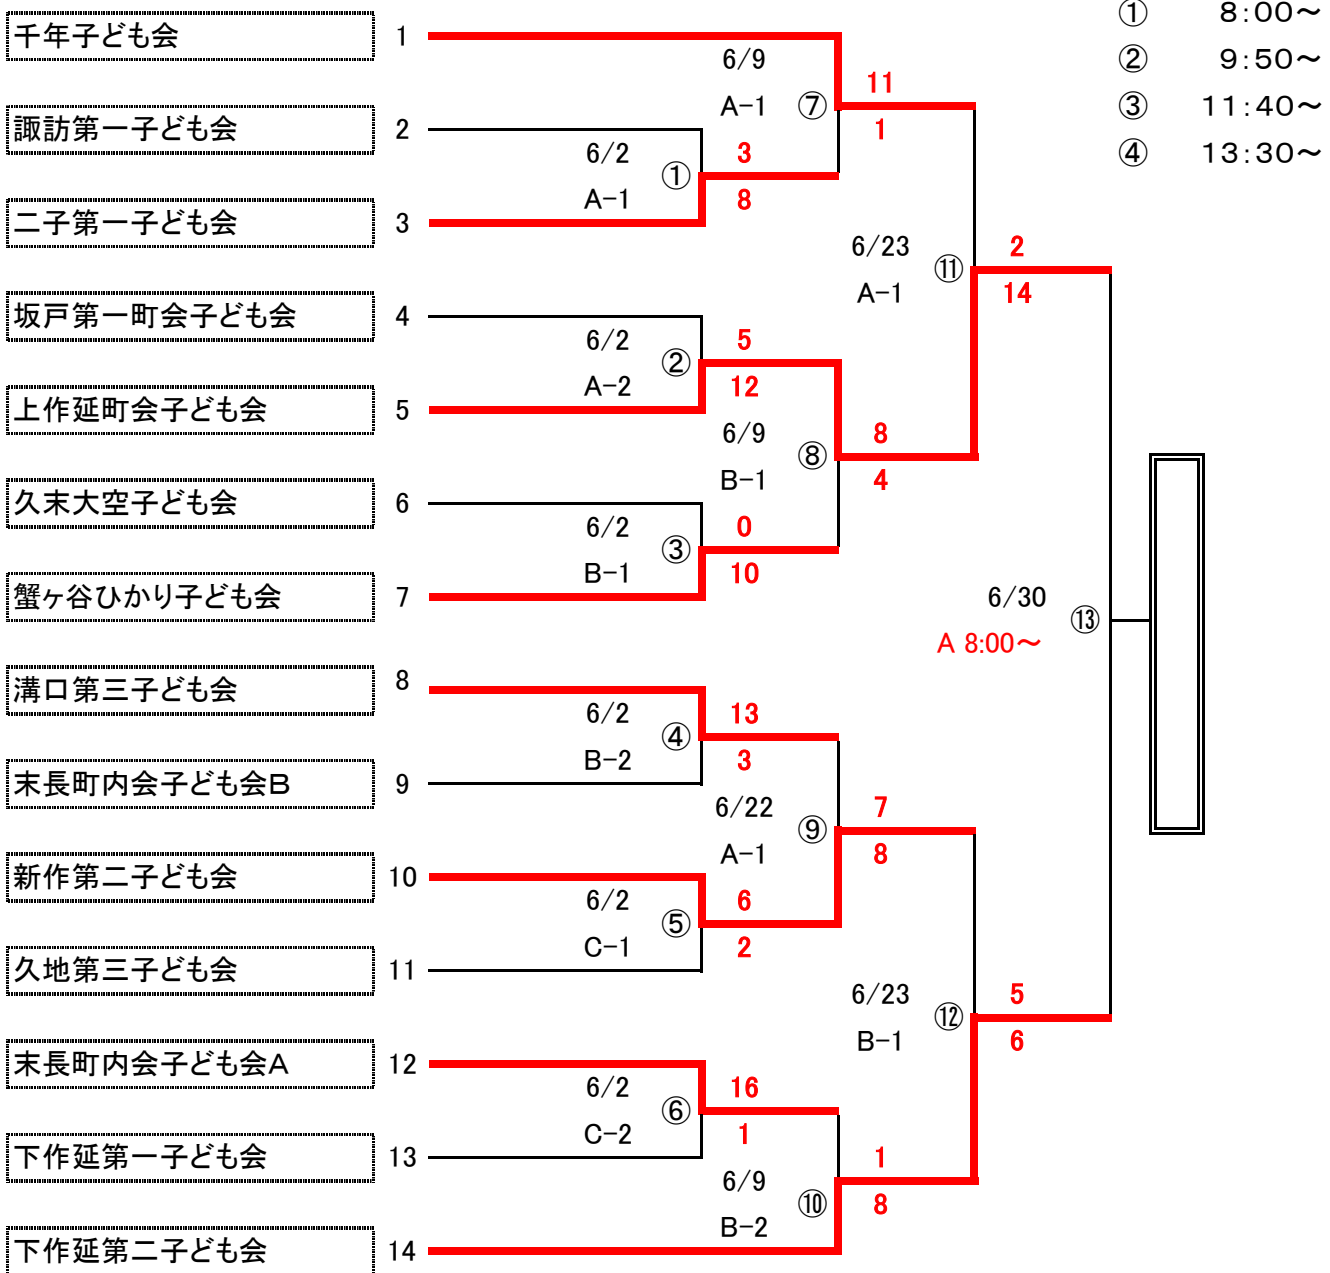 ① 8:00～
千年子ども会 1
6/9
② 9:50～
11
A-1 ⑦
③ 11:40～
諏訪第一子ども会 2
1
6/2
3
④ 13:30～
①
A-1
8
二子第一子ども会 3
6/23
2
⑪
A-1
14
坂戸第一町会子ども会 4
6/2
5
②
A-2
12
上作延町会子ども会 5
6/9
8
⑧
B-1
4
久末大空子ども会 6
6/2
0
③
B-1
10
蟹ヶ谷ひかり子ども会 7
6/30
⑬
A 8:00～
溝口第三子ども会 8
6/2
13
④
B-2
3
末長町内会子ども会B 9
6/22
7
⑨
A-1
8
新作第二子ども会 10
6/2
6
⑤
C-1
2
久地第三子ども会 11
6/23
5
⑫
B-1
6
末長町内会子ども会A 12
6/2
16
⑥
C-2
1
下作延第一子ども会 13
1
6/9
⑩
8
B-2
下作延第二子ども会 14